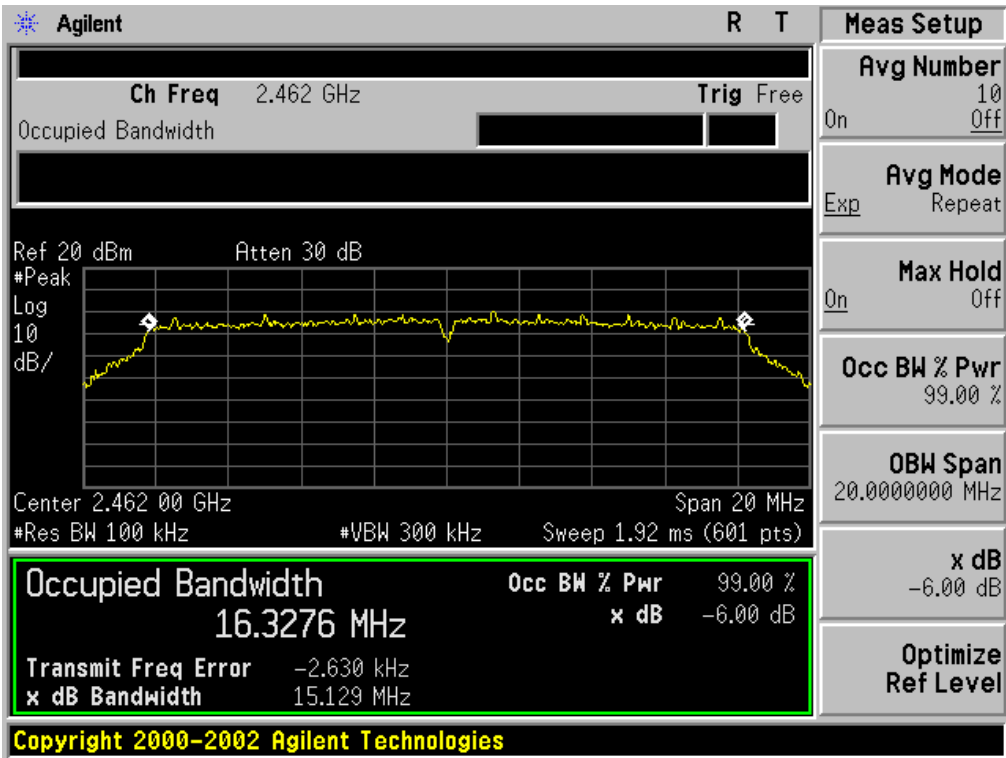 Agilent R T
Ch Freq 2.462 GHz Trig Free
Occupied Bandwidth
Ref 20 dBm Atten 30 dB
#Peak
Log
10
dB/
Center 2.462 00 GHz Span 20 MHz
#Res BW 100 kHz #VBW 300 kHz Sweep 1.92 ms (601 pts)
Occupied Bandwidth
16.3276 MHz
Occ BW % Pwr 99.00 %
x dB -6.00 dB
Transmit Freq Error -2.630 kHz
x dB Bandwidth 15.129 MHz
Copyright 2000-2002 Agilent Technologies
Meas Setup
Avg Number
10
On Off
Avg Mode
Exp Repeat
Max Hold
On Off
Occ BW % Pwr
99.00 %
OBW Span
20.0000000 MHz
x dB
-6.00 dB
Optimize
Ref Level